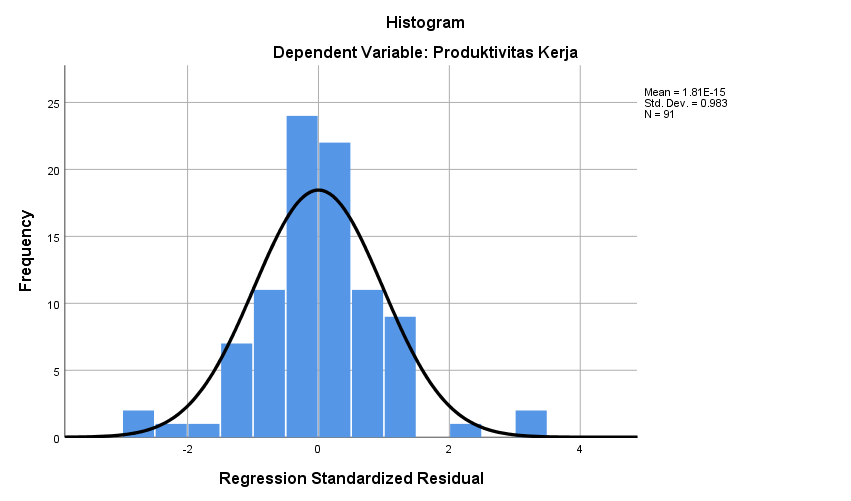 Histogram
Dependent Variable: Produktivitas Kerja
Mean = 1.81E-15
Std. Dev. = 0.983
N = 91
Frequency
25
20
15
10
5
0
-2
0
2
4
Regression Standardized Residual